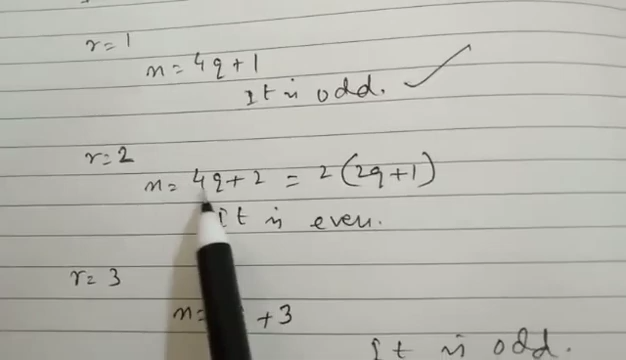 r = 1
n = 4q + 1
It is odd. ✓
r = 2
n = 4q + 2 = 2(2q + 1)
It is even.
r = 3
n = + 3
It is odd.